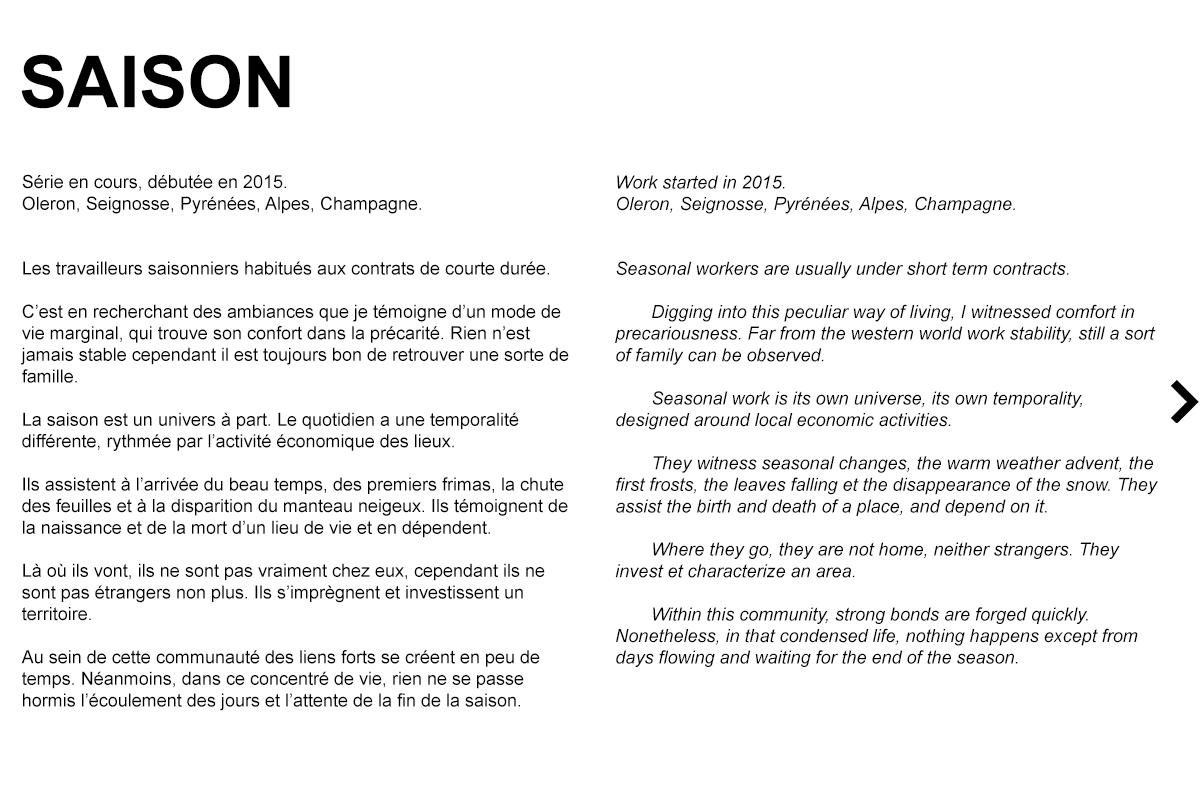 SAISON
Série en cours, débutée en 2015.
Oleron, Seignosse, Pyrénées, Alpes, Champagne.
Les travailleurs saisonniers habitués aux contrats de courte durée.
C’est en recherchant des ambiances que je témoigne d’un mode de
vie marginal, qui trouve son confort dans la précarité. Rien n’est
jamais stable cependant il est toujours bon de retrouver une sorte de
famille.
La saison est un univers à part. Le quotidien a une temporalité
différente, rythmée par l’activité économique des lieux.
Ils assistent à l’arrivée du beau temps, des premiers frimas, la chute
des feuilles et à la disparition du manteau neigeux. Ils témoignent de
la naissance et de la mort d’un lieu de vie et en dépendent.
Là où ils vont, ils ne sont pas vraiment chez eux, cependant ils ne
sont pas étrangers non plus. Ils s’imprègnent et investissent un
territoire.
Au sein de cette communauté des liens forts se créent en peu de
temps. Néanmoins, dans ce concentré de vie, rien ne se passe
hormis l’écoulement des jours et l’attente de la fin de la saison.
Work started in 2015.
Oleron, Seignosse, Pyrénées, Alpes, Champagne.
Seasonal workers are usually under short term contracts.
Digging into this peculiar way of living, I witnessed comfort in
precariousness. Far from the western world work stability, still a sort
of family can be observed.
Seasonal work is its own universe, its own temporality,
designed around local economic activities.
They witness seasonal changes, the warm weather advent, the
first frosts, the leaves falling et the disappearance of the snow. They
assist the birth and death of a place, and depend on it.
Where they go, they are not home, neither strangers. They
invest et characterize an area.
Within this community, strong bonds are forged quickly.
Nonetheless, in that condensed life, nothing happens except from
days flowing and waiting for the end of the season.